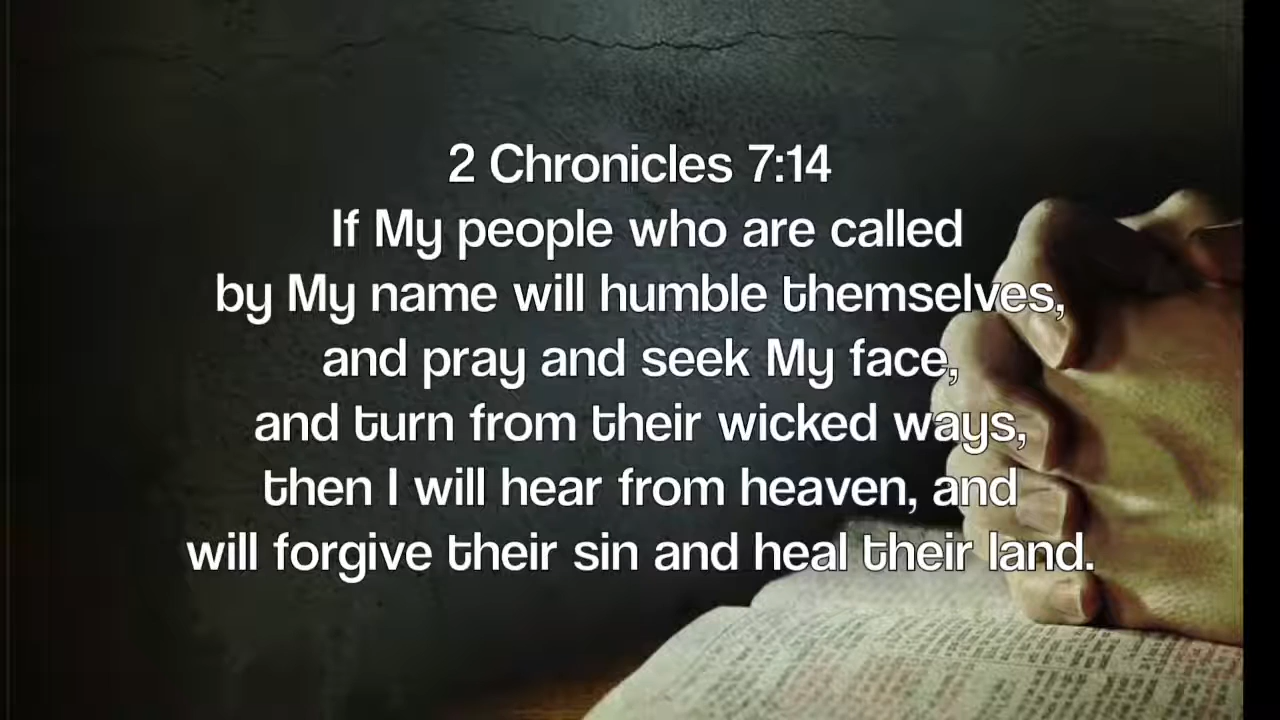 2 Chronicles 7:14
If My people who are called
by My name will humble themselves,
and pray and seek My face,
and turn from their wicked ways,
then I will hear from heaven, and
will forgive their sin and heal their land.